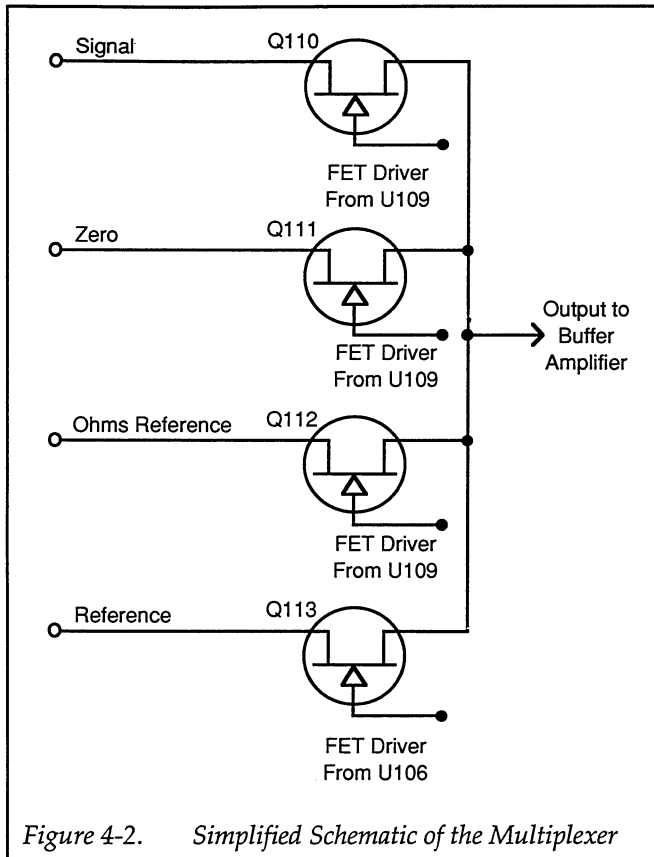 Signal
Q110
FET Driver
From U109
Zero
Q111
FET Driver
From U109
Output to
Buffer
Amplifier
Ohms Reference
Q112
FET Driver
From U109
Reference
Q113
FET Driver
From U106
Figure 4-2. Simplified Schematic of the Multiplexer